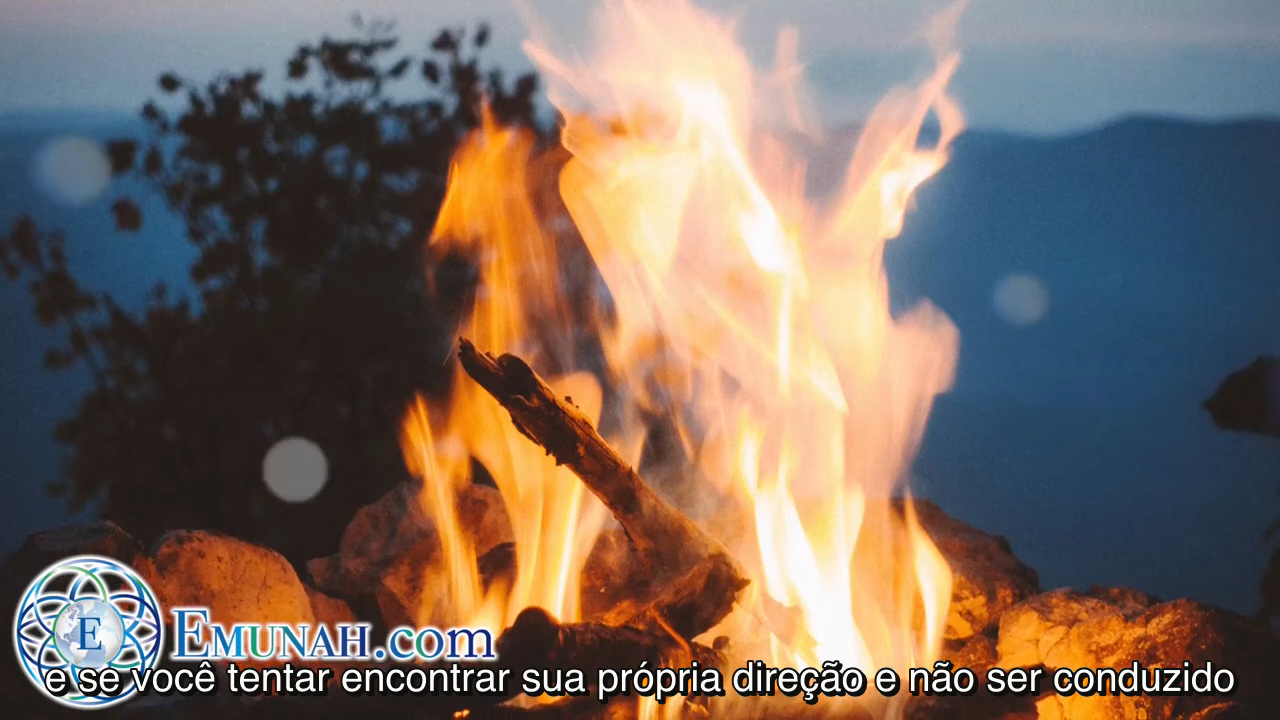 E
EMUNAH.com
e se você tentar encontrar sua própria direção e não ser conduzido